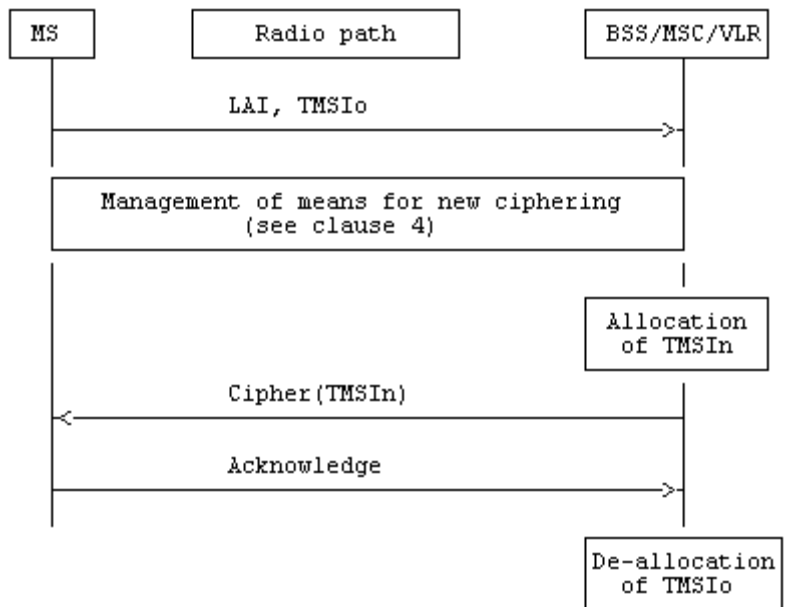 MS
Radio path
BSS/MSC/VLR
LAI, TMSIo
Management of means for new ciphering
(see clause 4)
Allocation
of TMSIn
Cipher(TMSIn)
Acknowledge
De-allocation
of TMSIo